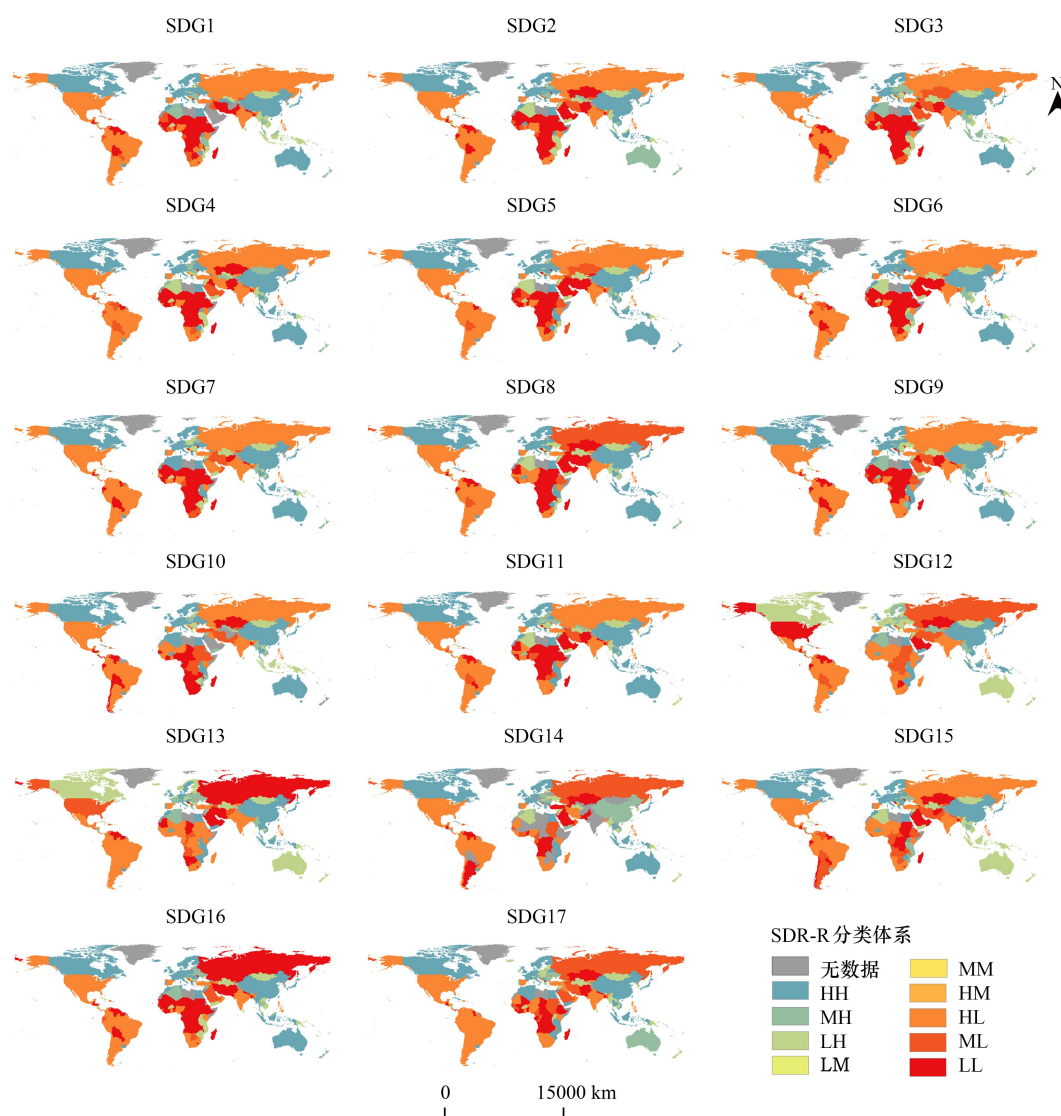 SDG1
SDG2
SDG3
N
SDG4
SDG5
SDG6
SDG7
SDG8
SDG9
SDG10
SDG11
SDG12
SDG13
SDG14
SDG15
SDG16
SDG17
SDR-R 分类体系
无数据
MM
HH
HM
MH
HL
LH
ML
LM
LL
0
15000 km